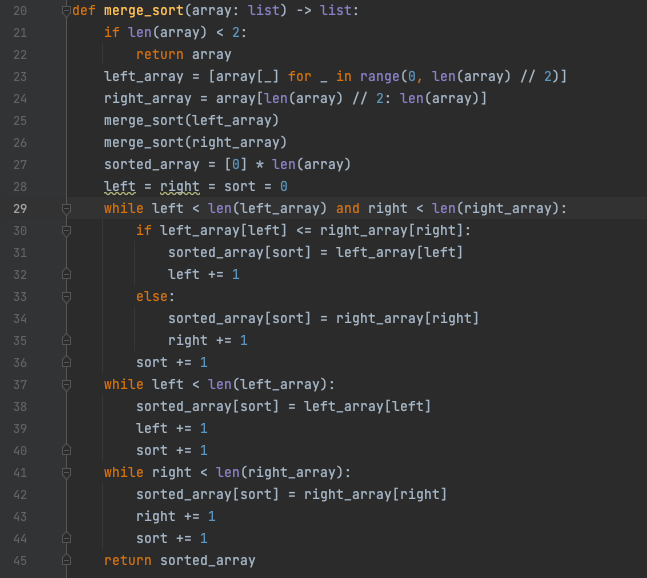 20 def merge_sort(array: list) -> list:
21     if len(array) < 2:
22         return array
23     left_array = [array[_] for _ in range(0, len(array) // 2)]
24     right_array = array[len(array) // 2: len(array)]
25     merge_sort(left_array)
26     merge_sort(right_array)
27     sorted_array = [0] * len(array)
28     left = right = sort = 0
29     while left < len(left_array) and right < len(right_array):
30         if left_array[left] <= right_array[right]:
31             sorted_array[sort] = left_array[left]
32             left += 1
33         else:
34             sorted_array[sort] = right_array[right]
35             right += 1
36         sort += 1
37     while left < len(left_array):
38         sorted_array[sort] = left_array[left]
39         left += 1
40         sort += 1
41     while right < len(right_array):
42         sorted_array[sort] = right_array[right]
43         right += 1
44         sort += 1
45     return sorted_array